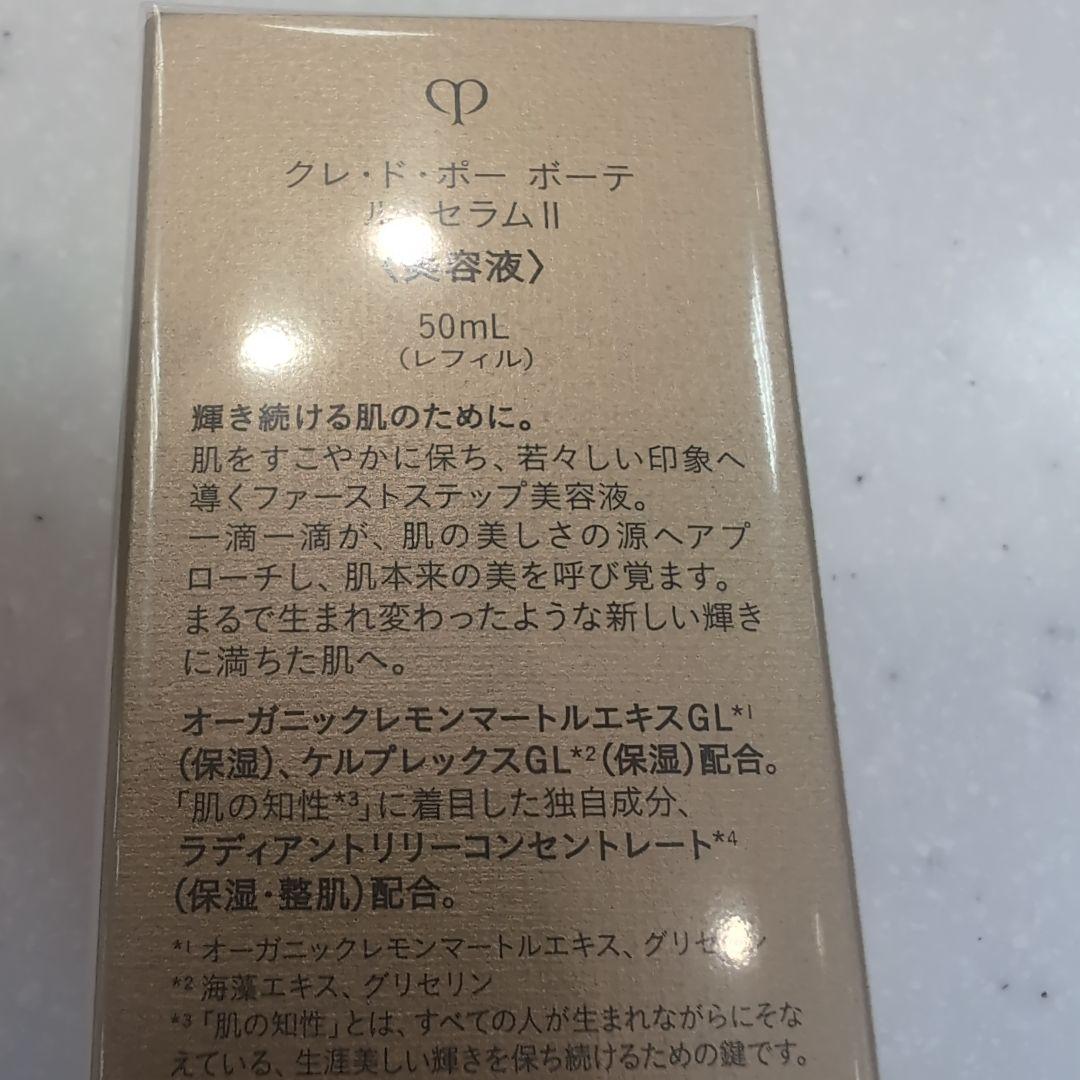 クレ・ド・ポー ボーテ
セラムⅡ
容液〉
50mL
（レフィル）
輝き続ける肌のために。
肌をすこやかに保ち、若々しい印象へ
導くファーストステップ美容液。
一滴一滴が、肌の美しさの源へアプ
ローチし、肌本来の美を呼び覚ます。
まるで生まれ変わったような新しい輝き
に満ちた肌へ。
オーガニックレモンマートルエキスGL*1
(保湿)、ケルプレックスGL*2(保湿)配合。
「肌の知性*3」に着目した独自成分、
ラディアントリリーコンセントレート*4
(保湿・整肌)配合。
*1 オーガニックレモンマートルエキス、グリセリン
*2 海藻エキス、グリセリン
*3「肌の知性」とは、すべての人が生まれながらにそな
えている、生涯美しい輝きを保ち続けるための鍵です。